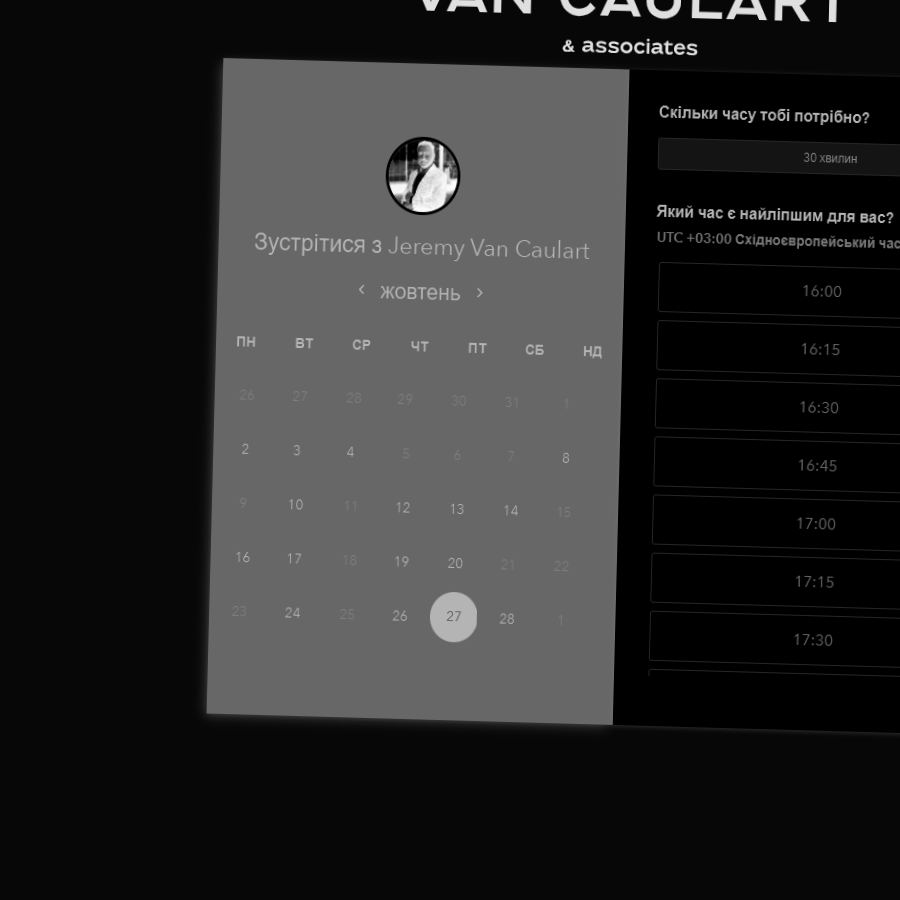 VAN CAULART
& associates
Зустрітися з Jeremy Van Caulart
жовтень
ПН ВТ СР ЧТ ПТ СБ НД
26 27 28 29 30 31 1
2 3 4 5 6 7 8
9 10 11 12 13 14 15
16 17 18 19 20 21 22
23 24 25 26 27 28 1
Скільки часу тобі потрібно?
30 хвилин
Який час є найліпшим для вас?
UTC +03:00 Східноєвропейський час
16:00
16:15
16:30
16:45
17:00
17:15
17:30